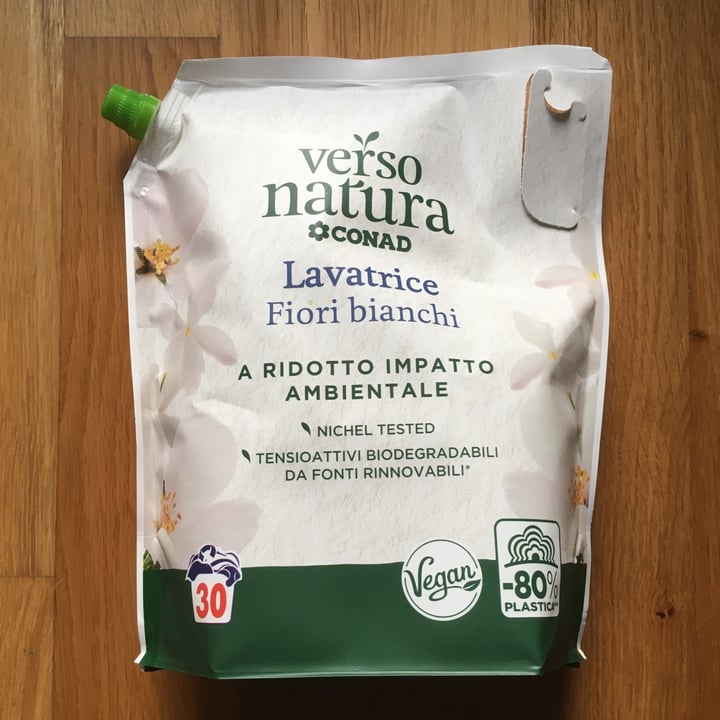 verso
natura
CONAD
Lavatrice
Fiori bianchi
A RIDOTTO IMPATTO
AMBIENTALE
NICHEL TESTED
TENSIOATTIVI BIODEGRADABILI
DA FONTI RINNOVABILI*
30
Vegan
-80%
PLASTICA**